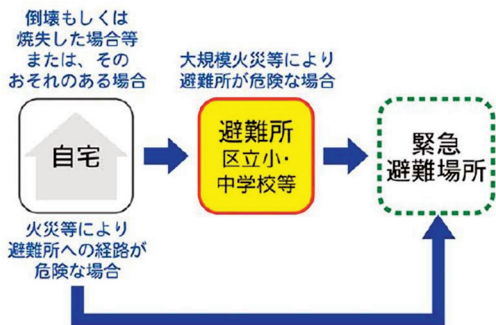 倒壊もしくは
焼失した場合等
または、その
おそれのある場合
自宅
火災等により
避難所への経路が
危険な場合
大規模火災等により
避難所が危険な場合
避難所
区立小・
中学校等
緊急
避難場所